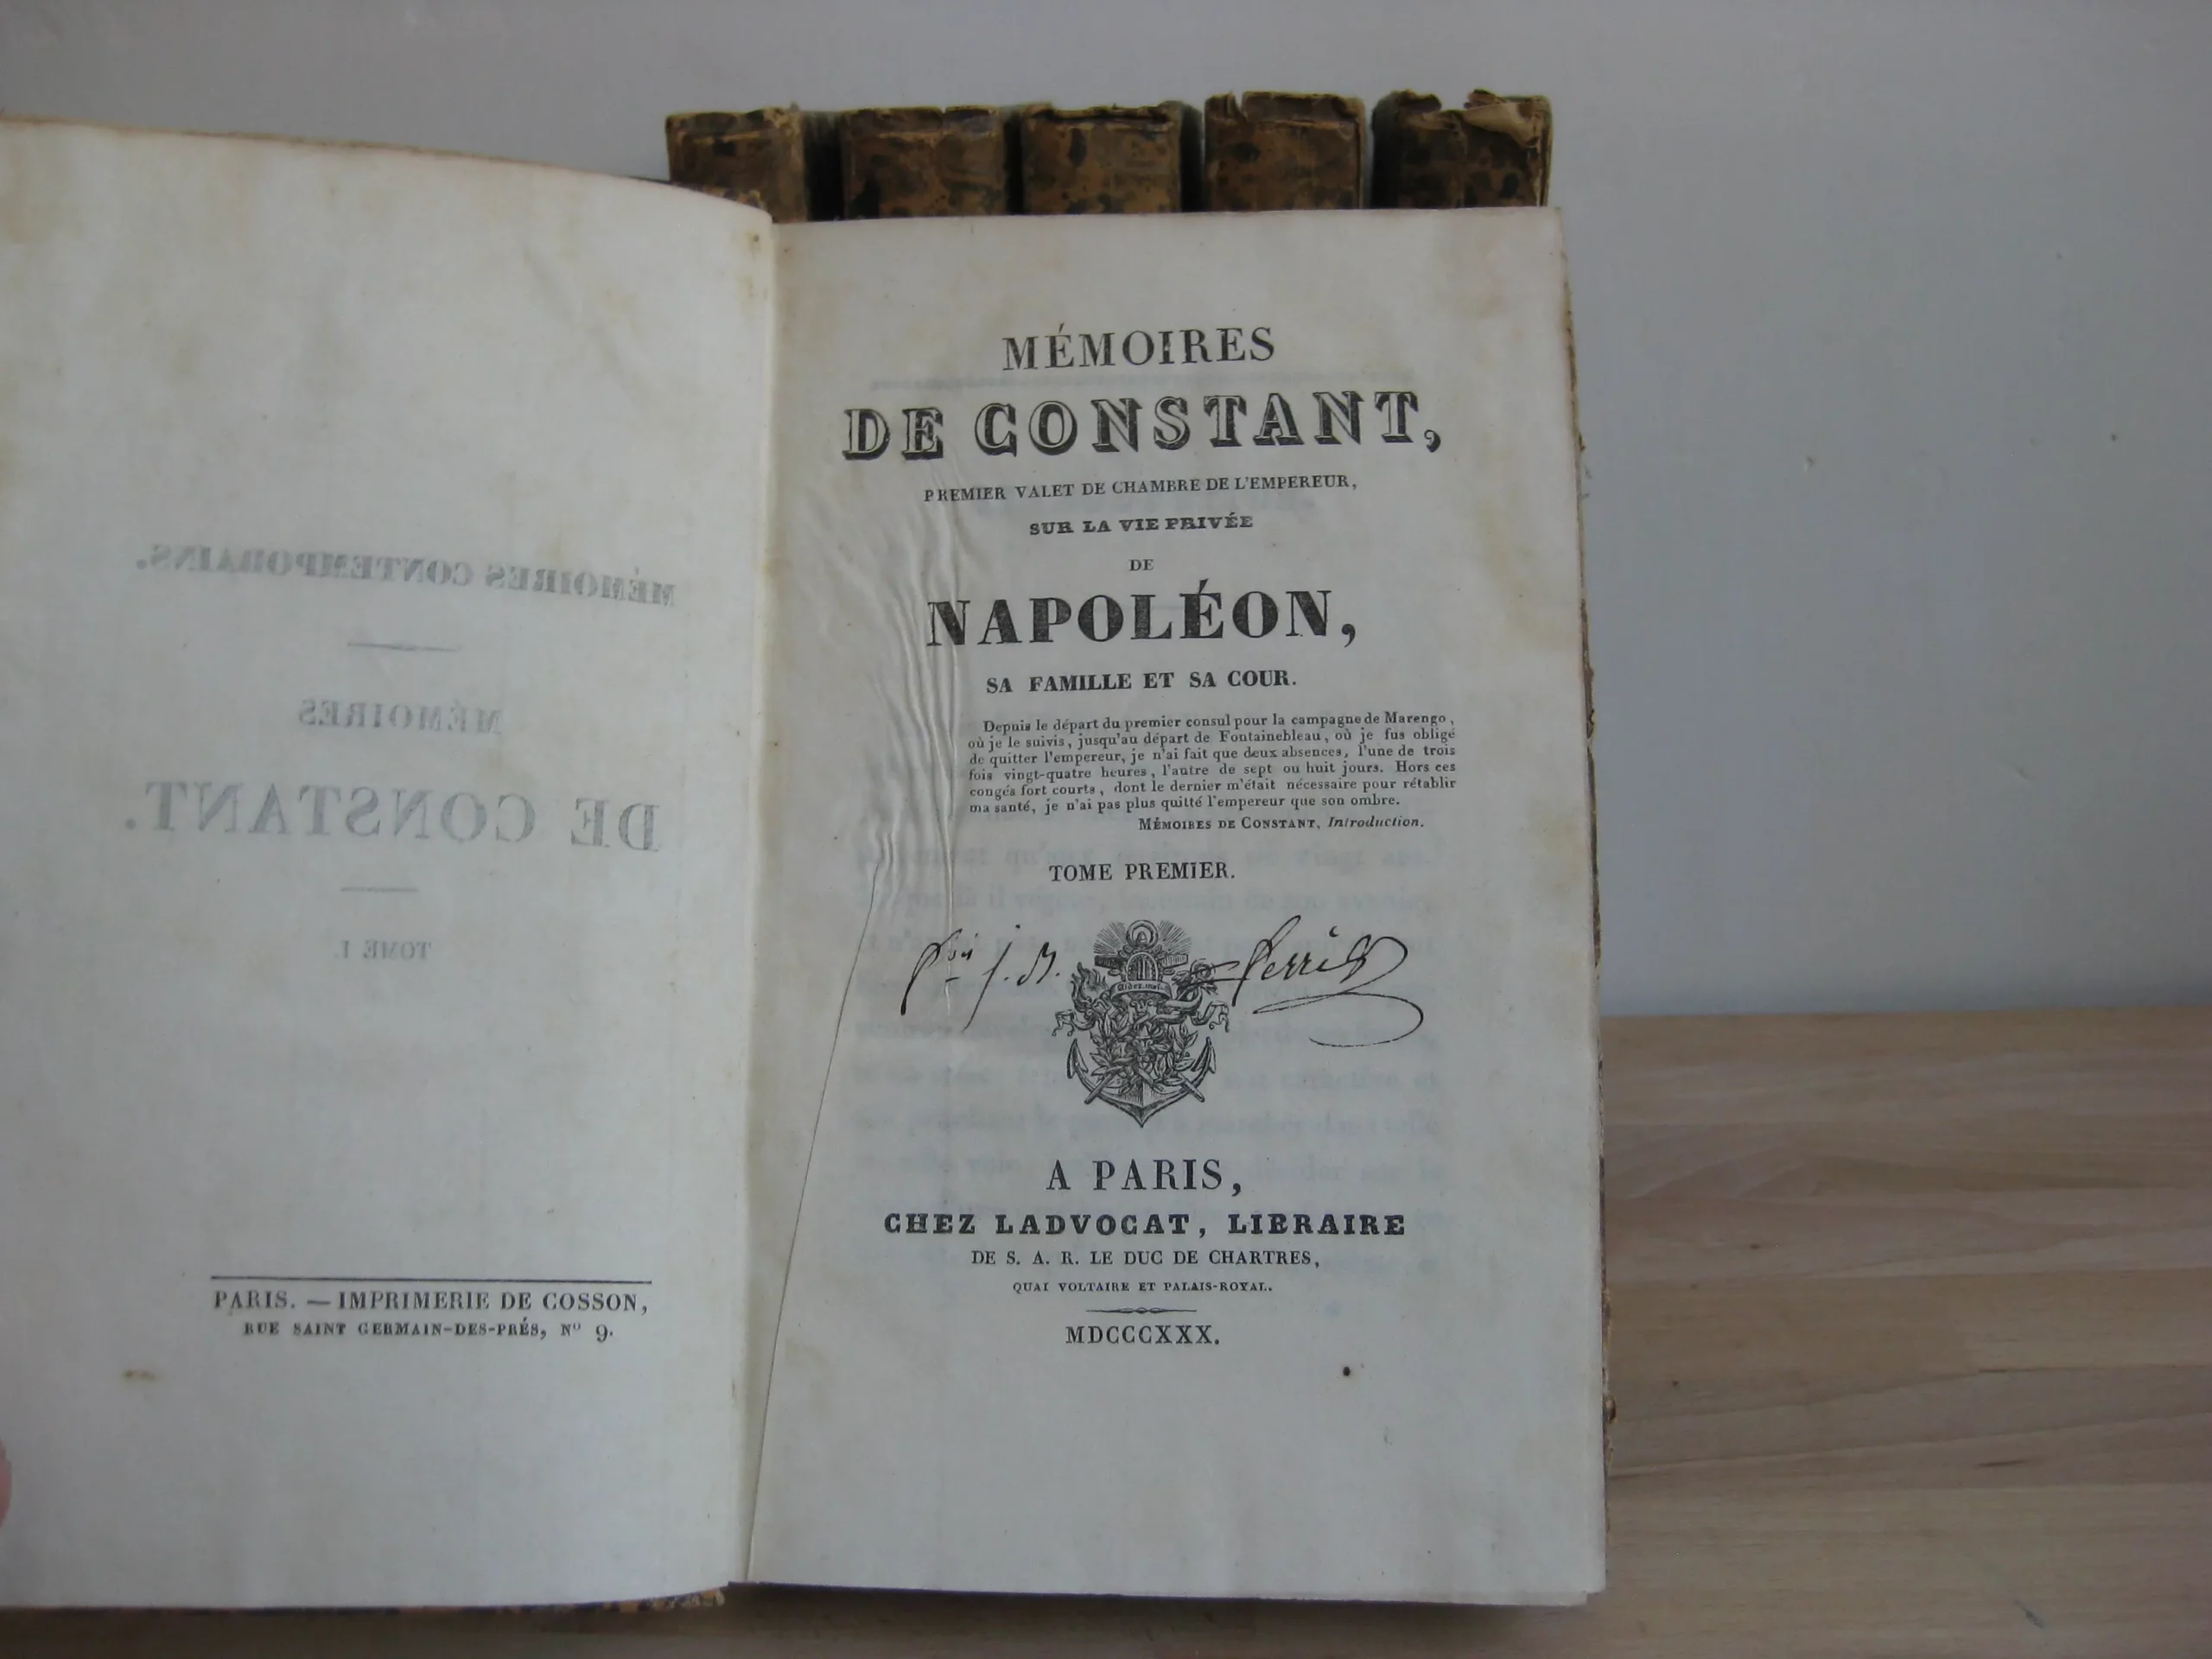 MÉMOIRES CONTEMPORAINS.
MÉMOIRES
DE CONSTANT.
TOME I.
PARIS. — IMPRIMERIE DE COSSON,
RUE SAINT GERMAIN-DES-PRÉS, Nº 9.
MÉMOIRES
DE CONSTANT,
PREMIER VALET DE CHAMBRE DE L'EMPEREUR,
SUR LA VIE PRIVÉE
DE
NAPOLÉON,
SA FAMILLE ET SA COUR.
Depuis le départ du premier consul pour la campagne de Marengo,
où je le suivis, jusqu'au départ de Fontainebleau, où je fus obligé
de quitter l'empereur, je n'ai fait que deux absences, l'une de trois
fois vingt-quatre heures, l'autre de sept ou huit jours. Hors ces
congés fort courts, dont le dernier m'était nécessaire pour rétablir
ma santé, je n'ai pas plus quitté l'empereur que son ombre.
MÉMOIRES DE CONSTANT, Introduction.
TOME PREMIER.
Aidez-moi
A PARIS,
CHEZ LADVOCAT, LIBRAIRE
DE S. A. R. LE DUC DE CHARTRES,
QUAI VOLTAIRE ET PALAIS-ROYAL.
MDCCCXXX.